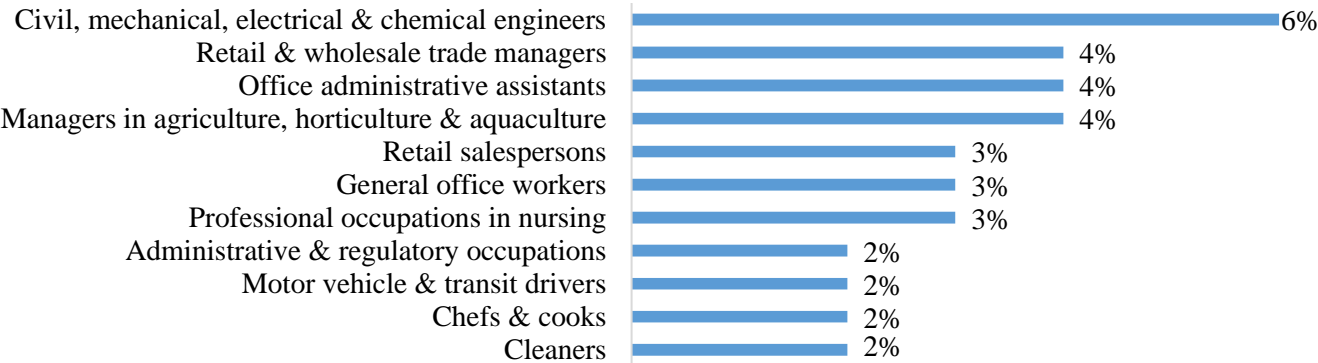 Civil, mechanical, electrical & chemical engineers 6%
Retail & wholesale trade managers 4%
Office administrative assistants 4%
Managers in agriculture, horticulture & aquaculture 4%
Retail salespersons 3%
General office workers 3%
Professional occupations in nursing 3%
Administrative & regulatory occupations 2%
Motor vehicle & transit drivers 2%
Chefs & cooks 2%
Cleaners 2%